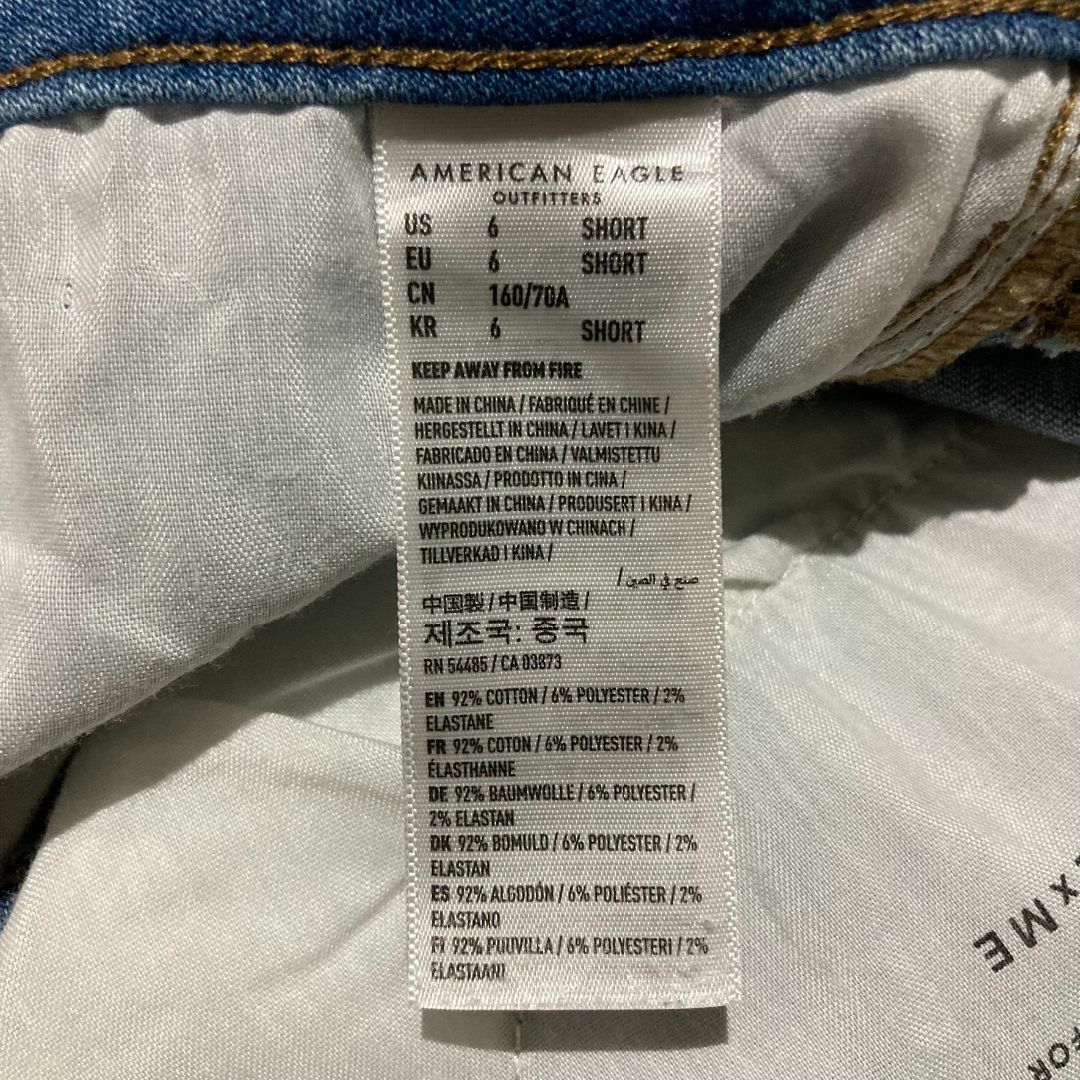 AMERICAN EAGLE
OUTFITTERS
US 6 SHORT
EU 6 SHORT
CN 160/70A
KR 6 SHORT
KEEP AWAY FROM FIRE
MADE IN CHINA / FABRIQUÉ EN CHINE /
HERGESTELLT IN CHINA / LAVET I KINA /
FABRICADO EN CHINA / VALMISTETTU
KIINASSA / PRODOTTO IN CINA /
GEMAAKT IN CHINA / PRODUSERT I KINA /
WYPRODUKOWANO W CHINACH /
TILLVERKAD I KINA /
صنع في الصين /
中国製 / 中国制造 /
제조국: 중국
RN 54485 / CA 03873
EN 92% COTTON / 6% POLYESTER / 2%
ELASTANE
FR 92% COTON / 6% POLYESTER / 2%
ÉLASTHANNE
DE 92% BAUMWOLLE / 6% POLYESTER /
2% ELASTAN
DK 92% BOMULD / 6% POLYESTER / 2%
ELASTAN
ES 92% ALGODÓN / 6% POLIÉSTER / 2%
ELASTANO
FI 92% PUUVILLA / 6% POLYESTERI / 2%
ELASTAANI
x ME
FOR